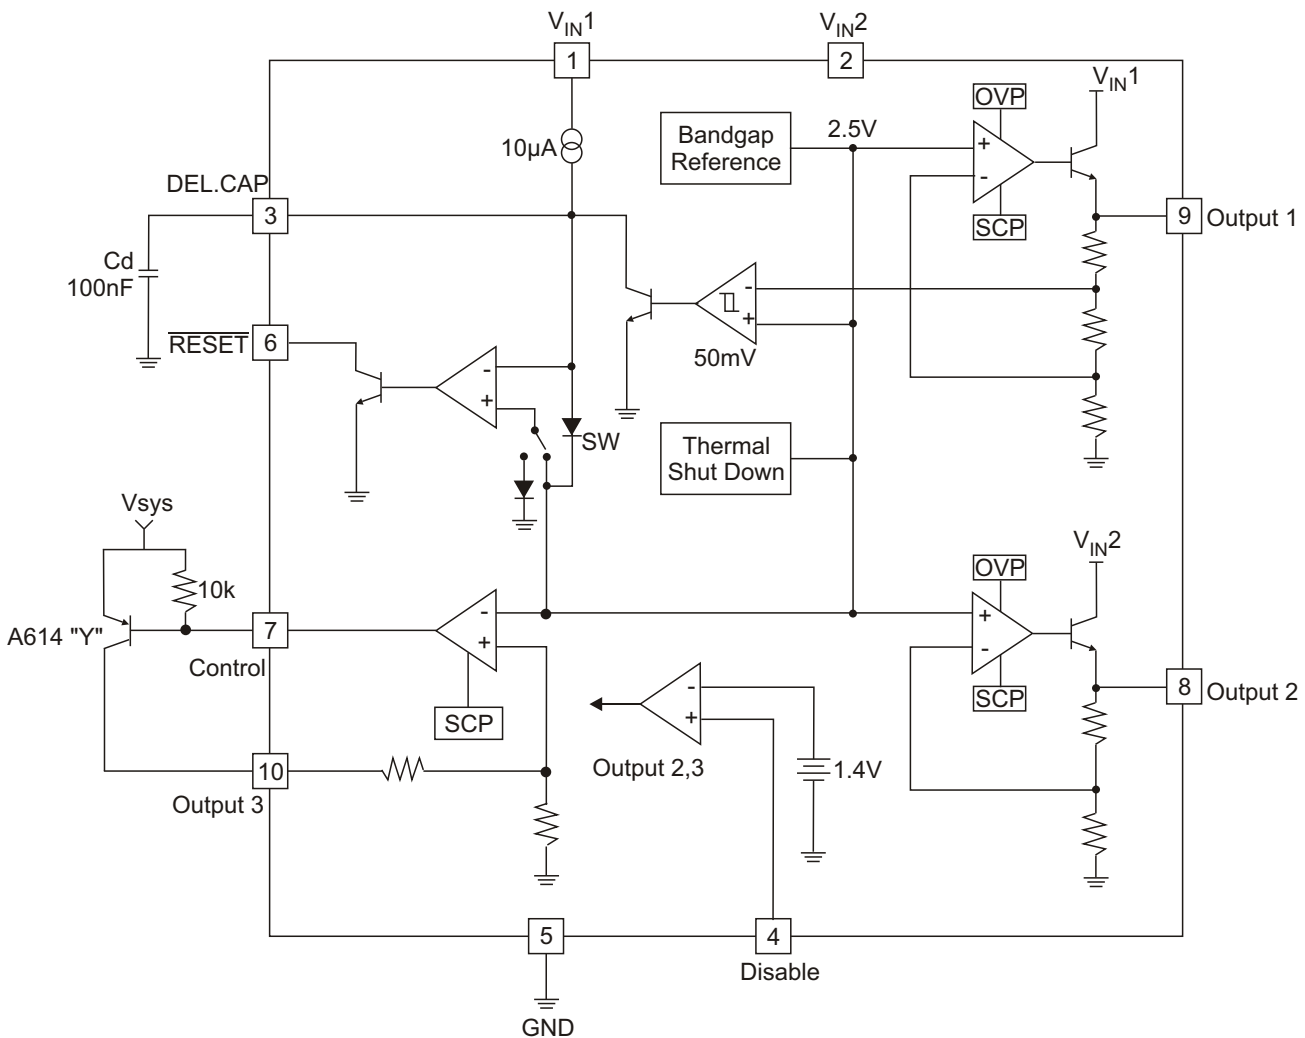 VIN1
VIN2
1
2
OVP
VIN1
10µA
Bandgap
Reference
2.5V
+
-
DEL.CAP
3
SCP
9
Output 1
Cd
100nF
-
+
50mV
RESET
6
-
+
SW
Thermal
Shut Down
Vsys
10k
VIN2
OVP
A614 "Y"
7
Control
-
+
SCP
+
-
SCP
8
Output 2
-
+
Output 2,3
1.4V
10
Output 3
5
4
Disable
GND